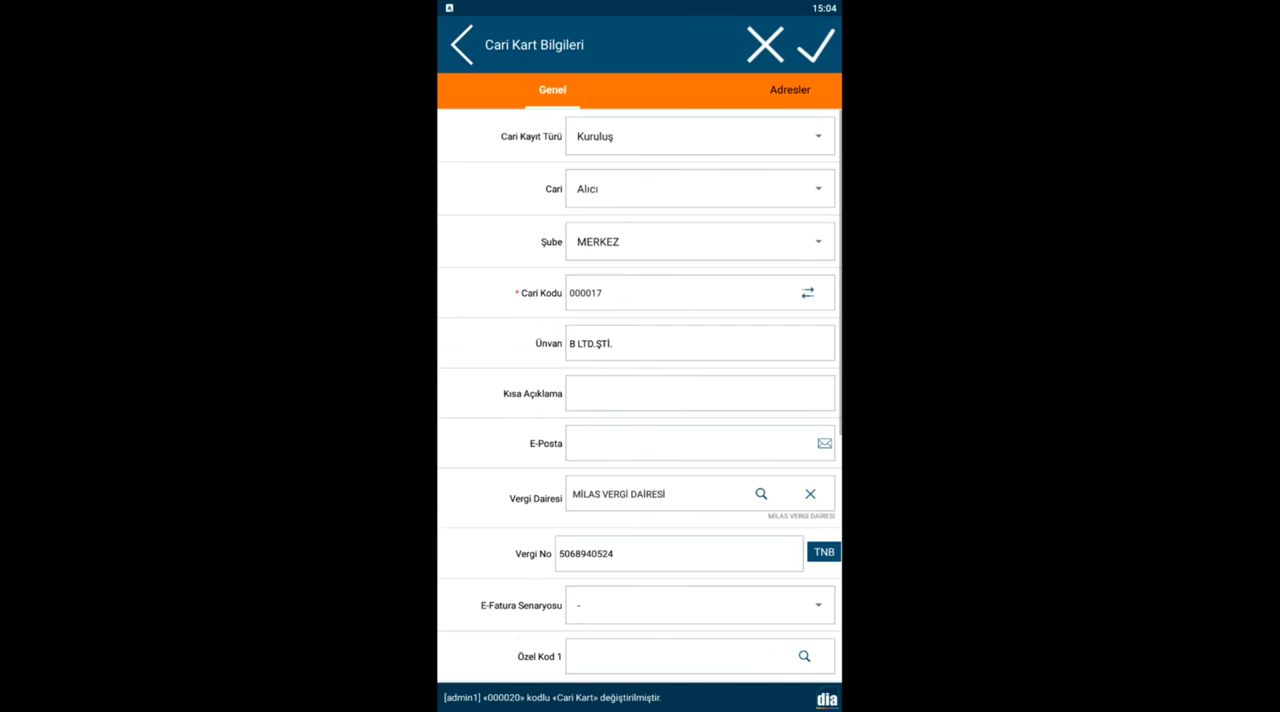 A 15:04
Cari Kart Bilgileri
Genel Adresler
Cari Kayıt Türü Kuruluş
Cari Alıcı
Şube MERKEZ
* Cari Kodu 000017
Ünvan B LTD.ŞTİ.
Kısa Açıklama
E-Posta
Vergi Dairesi MİLAS VERGİ DAİRESİ
MİLAS VERGİ DAİRESİ
Vergi No 5068940524 TNB
E-Fatura Senaryosu -
Özel Kod 1
[admin1] «000020» kodlu «Cari Kart» değiştirilmiştir. dia